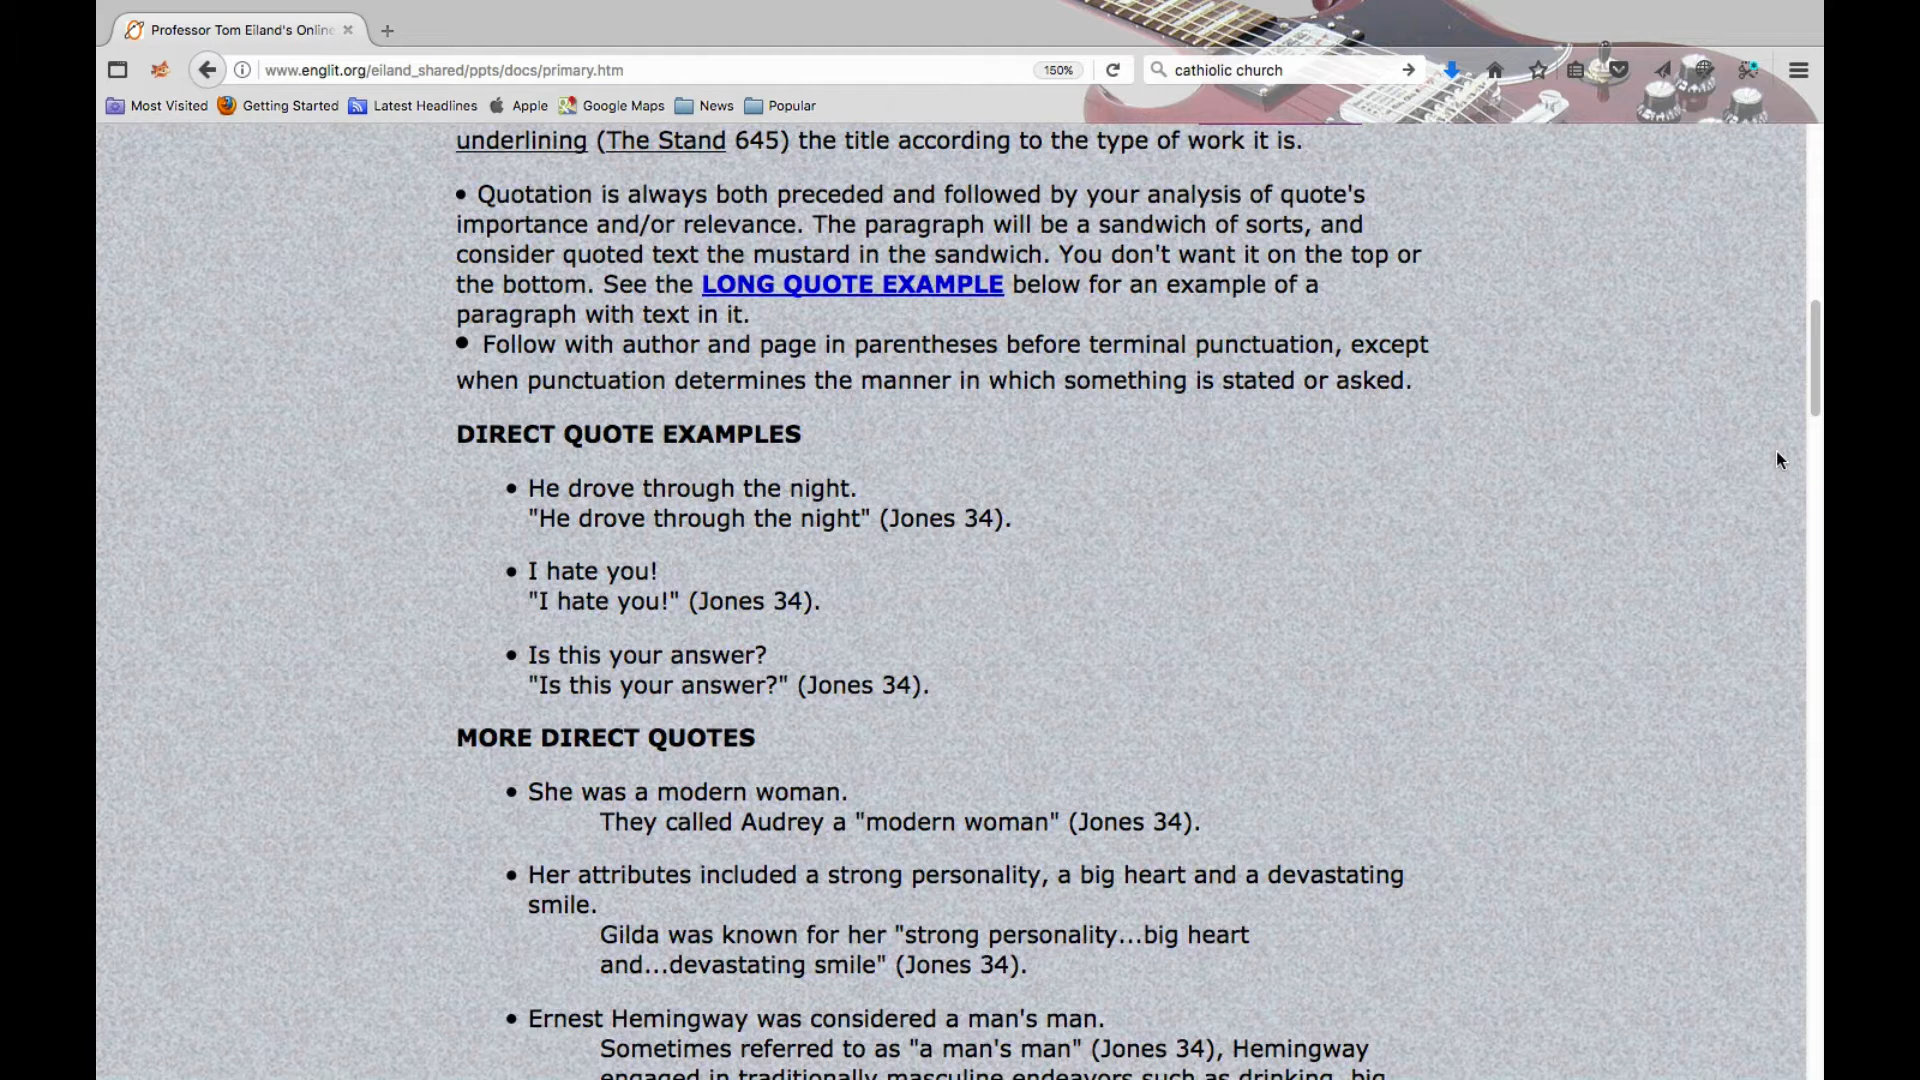 Professor Tom Eiland's Online
www.englit.org/eiland_shared/ppts/docs/primary.htm
150%
cathiolic church
Most Visited
Getting Started
Latest Headlines
Apple
Google Maps
News
Popular
underlining (The Stand 645) the title according to the type of work it is.
• Quotation is always both preceded and followed by your analysis of quote's
importance and/or relevance. The paragraph will be a sandwich of sorts, and
consider quoted text the mustard in the sandwich. You don't want it on the top or
the bottom. See the LONG QUOTE EXAMPLE below for an example of a
paragraph with text in it.
• Follow with author and page in parentheses before terminal punctuation, except
when punctuation determines the manner in which something is stated or asked.
DIRECT QUOTE EXAMPLES
• He drove through the night.
"He drove through the night" (Jones 34).
• I hate you!
"I hate you!" (Jones 34).
• Is this your answer?
"Is this your answer?" (Jones 34).
MORE DIRECT QUOTES
• She was a modern woman.
They called Audrey a "modern woman" (Jones 34).
• Her attributes included a strong personality, a big heart and a devastating
smile.
Gilda was known for her "strong personality...big heart
and...devastating smile" (Jones 34).
• Ernest Hemingway was considered a man's man.
Sometimes referred to as "a man's man" (Jones 34), Hemingway
engaged in traditionally masculine endeavors such as drinking, big